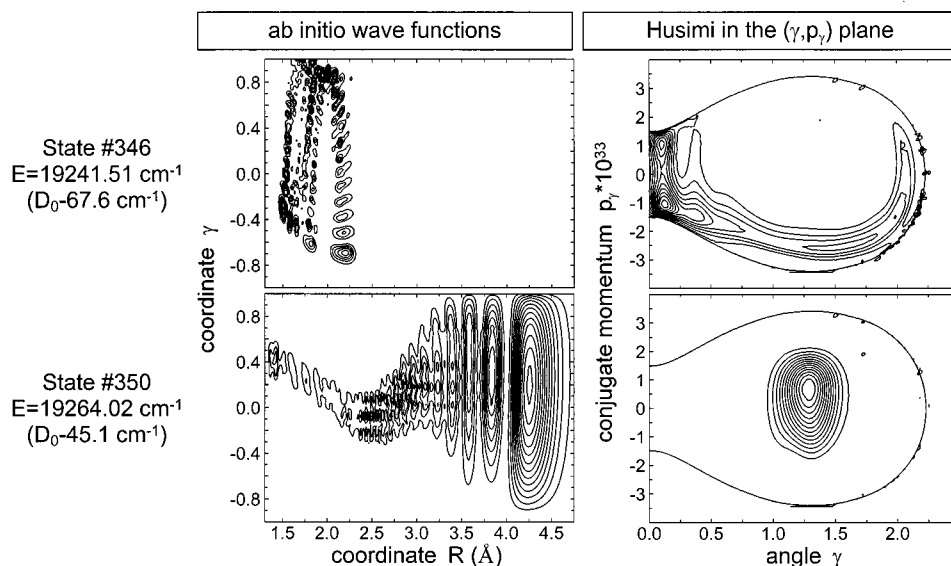 ab initio wave functions
Husimi in the (γ,pγ) plane
State #346
E=19241.51 cm-1
(D0-67.6 cm-1)
State #350
E=19264.02 cm-1
(D0-45.1 cm-1)
coordinate γ
0.8
0.4
0.0
-0.4
-0.8
0.8
0.4
0.0
-0.4
-0.8
1.5 2.0 2.5 3.0 3.5 4.0 4.5
coordinate R (Å)
conjugate momentum pγ*10^33
3
2
1
0
-1
-2
-3
3
2
1
0
-1
-2
-3
0.0 0.5 1.0 1.5 2.0
angle γ